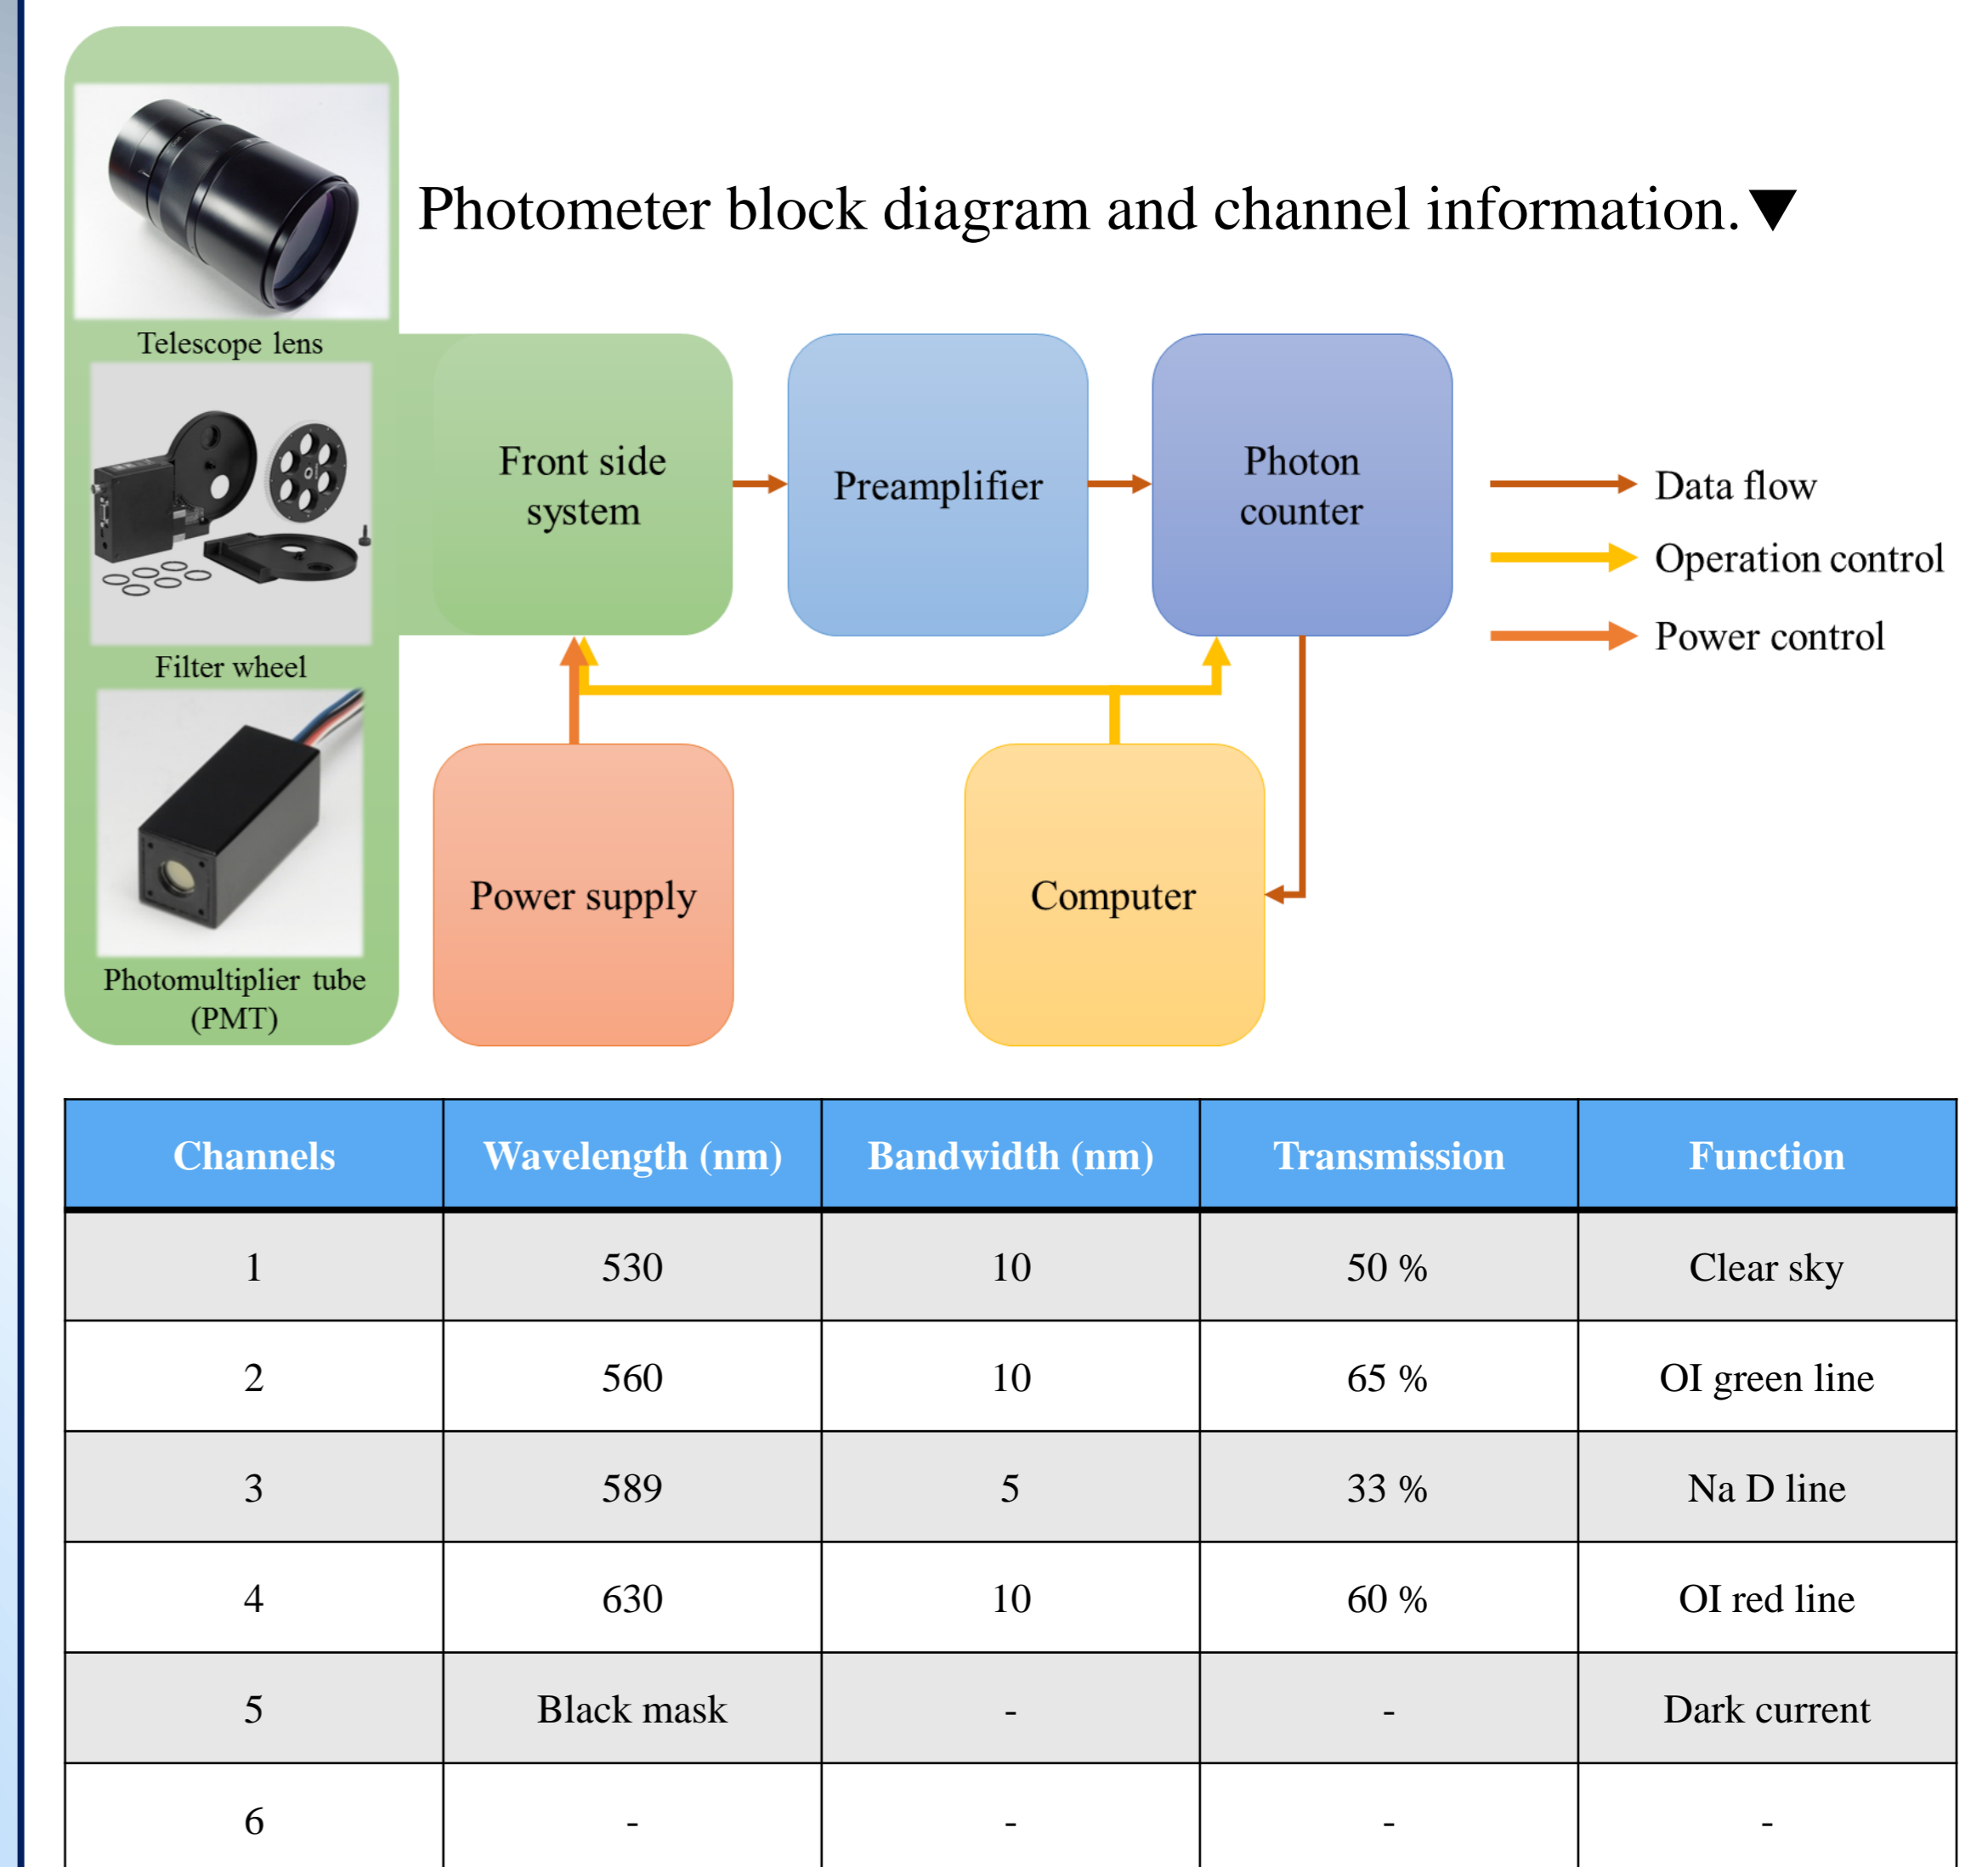 Photometer block diagram and channel information.▼
Telescope lens
Filter wheel
Photomultiplier tube
(PMT)
Front side
system
Preamplifier
Photon
counter
Data flow
Operation control
Power control
Power supply
Computer
Channels Wavelength (nm) Bandwidth (nm) Transmission Function
1 530 10 50 % Clear sky
2 560 10 65 % OI green line
3 589 5 33 % Na D line
4 630 10 60 % OI red line
5 Black mask - - Dark current
6 - - - -